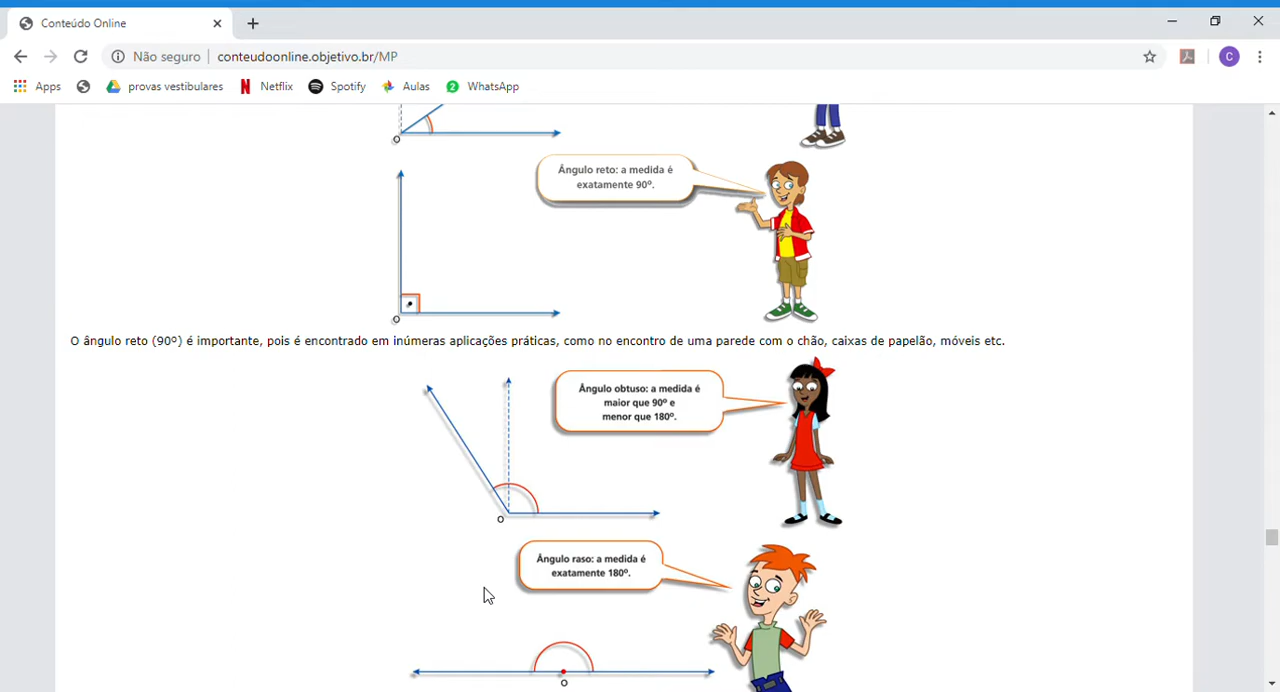 Conteúdo Online
Não seguro | conteudoonline.objetivo.br/MP
C
Apps provas vestibulares Netflix Spotify Aulas 2 WhatsApp
O
Ângulo reto: a medida é
exatamente 90º.
O
O ângulo reto (90º) é importante, pois é encontrado em inúmeras aplicações práticas, como no encontro de uma parede com o chão, caixas de papelão, móveis etc.
Ângulo obtuso: a medida é
maior que 90º e
menor que 180º.
O
Ângulo raso: a medida é
exatamente 180º.
O